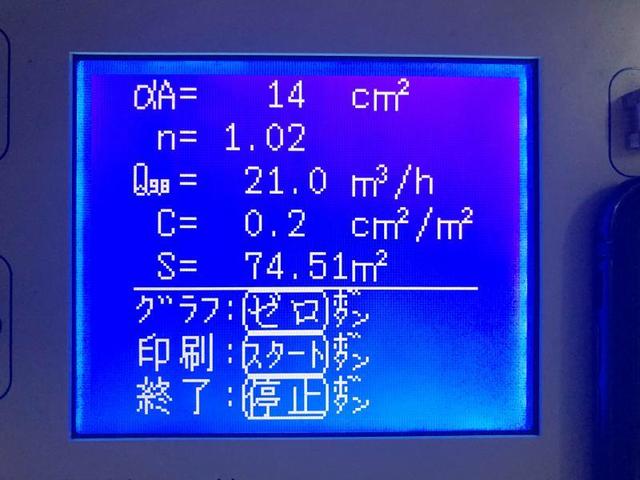 αA= 14 cm²
n= 1.02
Q₉.₈= 21.0 m³/h
C= 0.2 cm²/m²
S= 74.51m²
グラフ:ゼロボタン
印刷:スタートボタン
終了:停止ボタン